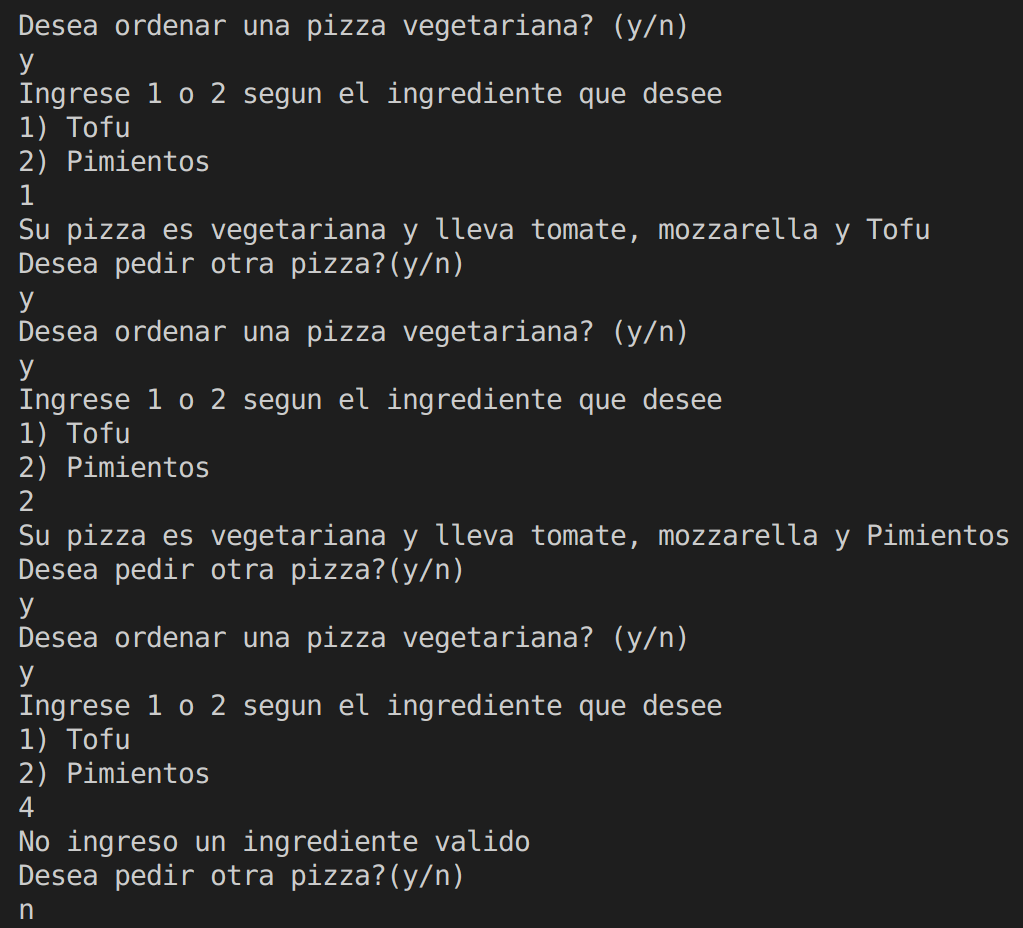 Desea ordenar una pizza vegetariana? (y/n)
y
Ingrese 1 o 2 segun el ingrediente que desee
1) Tofu
2) Pimientos
1
Su pizza es vegetariana y lleva tomate, mozzarella y Tofu
Desea pedir otra pizza?(y/n)
y
Desea ordenar una pizza vegetariana? (y/n)
y
Ingrese 1 o 2 segun el ingrediente que desee
1) Tofu
2) Pimientos
2
Su pizza es vegetariana y lleva tomate, mozzarella y Pimientos
Desea pedir otra pizza?(y/n)
y
Desea ordenar una pizza vegetariana? (y/n)
y
Ingrese 1 o 2 segun el ingrediente que desee
1) Tofu
2) Pimientos
4
No ingreso un ingrediente valido
Desea pedir otra pizza?(y/n)
n